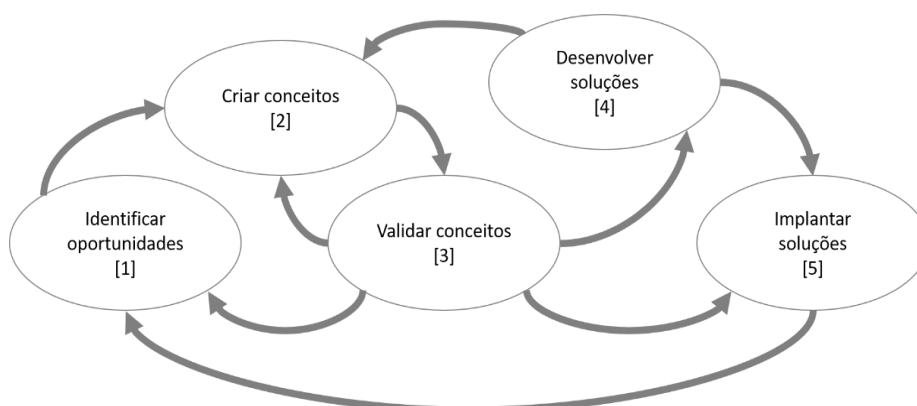 Identificar
oportunidades
[1]
Criar conceitos
[2]
Validar conceitos
[3]
Desenvolver
soluções
[4]
Implantar
soluções
[5]